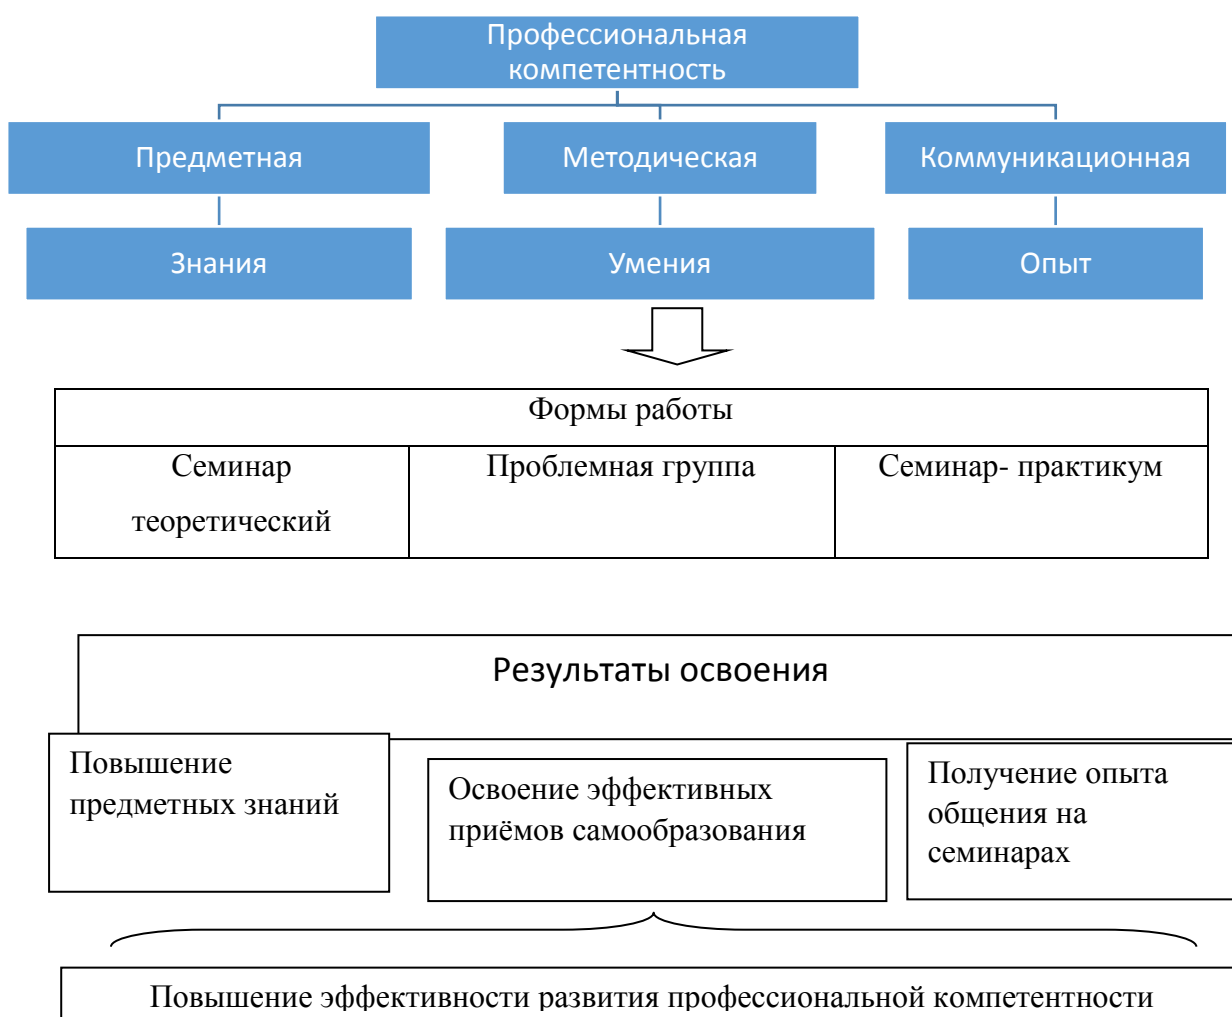 Профессиональная
компетентность
Предметная
Методическая
Коммуникационная
Знания
Умения
Опыт
Формы работы
Семинар
теоретический
Проблемная группа
Семинар- практикум
Результаты освоения
Повышение
предметных знаний
Освоение эффективных
приёмов самообразования
Получение опыта
общения на
семинарах
Повышение эффективности развития профессиональной компетентности